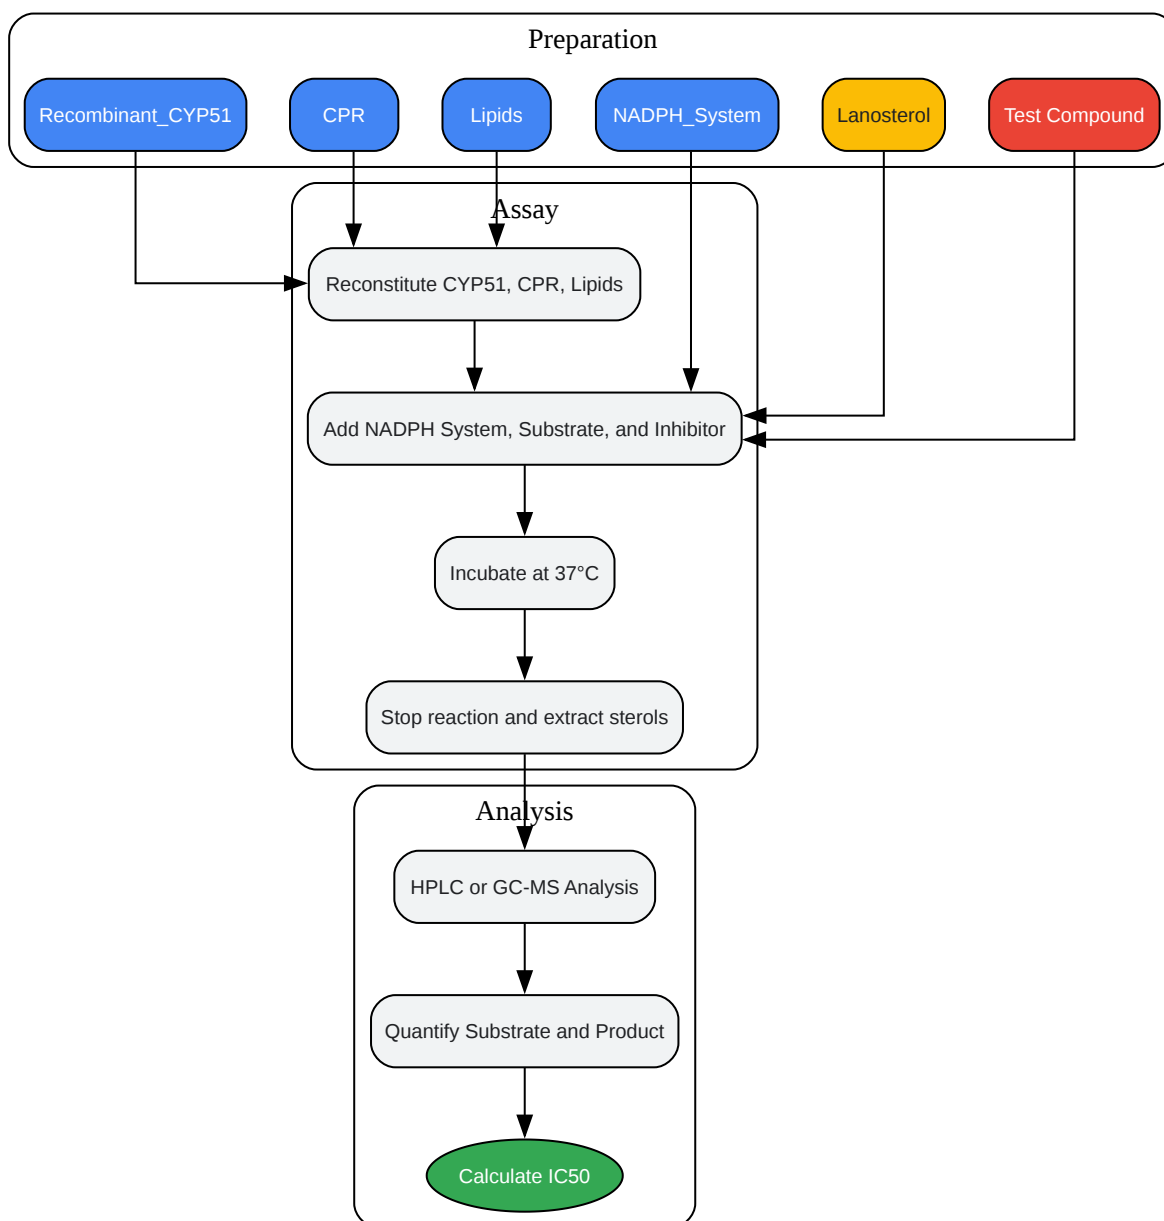 Preparation
Recombinant_CYP51
CPR
Lipids
NADPH_System
Lanosterol
Test Compound
Assay
Reconstitute CYP51, CPR, Lipids
Add NADPH System, Substrate, and Inhibitor
Incubate at 37°C
Stop reaction and extract sterols
Analysis
HPLC or GC-MS Analysis
Quantify Substrate and Product
Calculate IC50